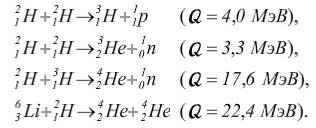 ²₁H+²₁H→³₁H+¹₁p (Q = 4,0 МэВ),
²₁H+²₁H→³₂He+¹₀n (Q = 3,3 МэВ),
²₁H+³₁H→⁴₂He+¹₀n (Q = 17,6 МэВ),
⁶₃Li+²₁H→⁴₂He+⁴₂He (Q = 22,4 МэВ).